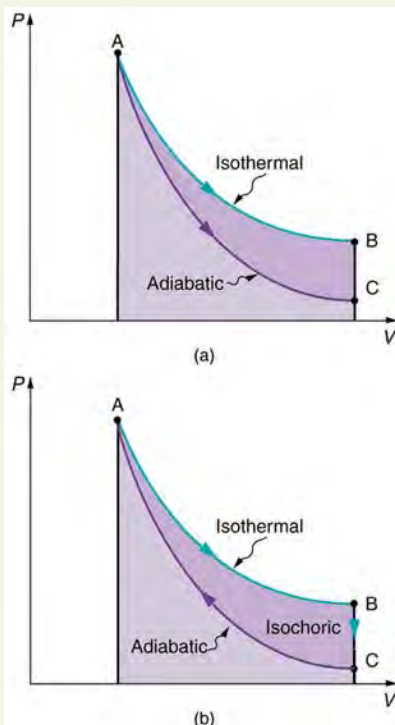 P
A
Isothermal
B
Adiabatic
C
V
(a)
P
A
Isothermal
B
Isochoric
Adiabatic
C
V
(b)